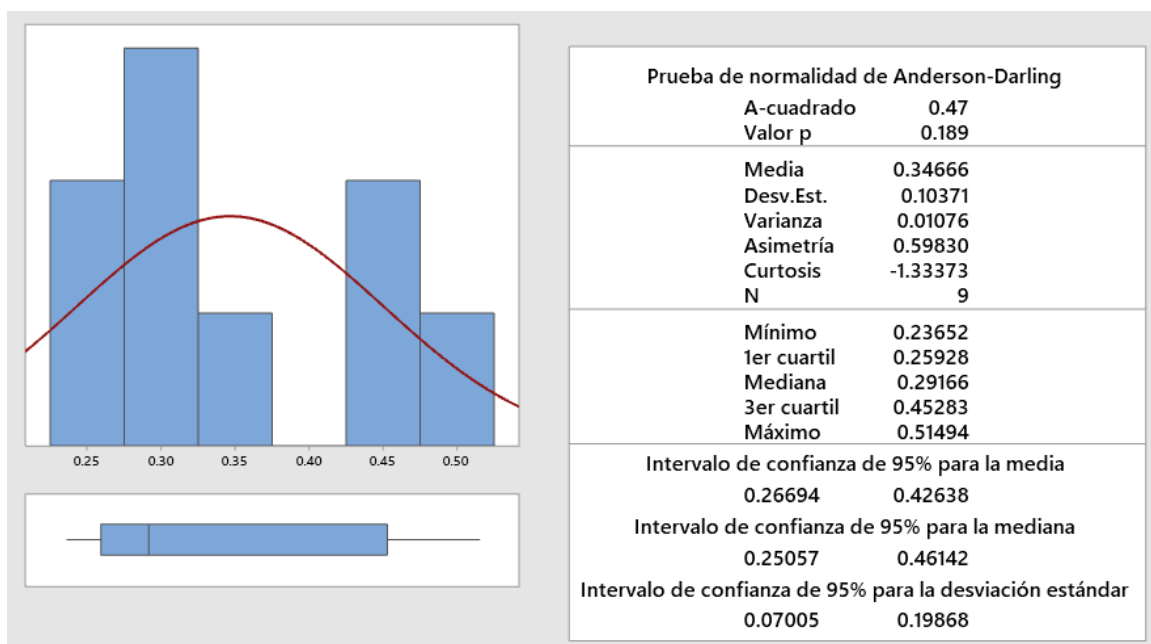 0.25 0.30 0.35 0.40 0.45 0.50
Prueba de normalidad de Anderson-Darling
A-cuadrado 0.47
Valor p 0.189
Media 0.34666
Desv.Est. 0.10371
Varianza 0.01076
Asimetría 0.59830
Curtosis -1.33373
N 9
Mínimo 0.23652
1er cuartil 0.25928
Mediana 0.29166
3er cuartil 0.45283
Máximo 0.51494
Intervalo de confianza de 95% para la media
0.26694 0.42638
Intervalo de confianza de 95% para la mediana
0.25057 0.46142
Intervalo de confianza de 95% para la desviación estándar
0.07005 0.19868